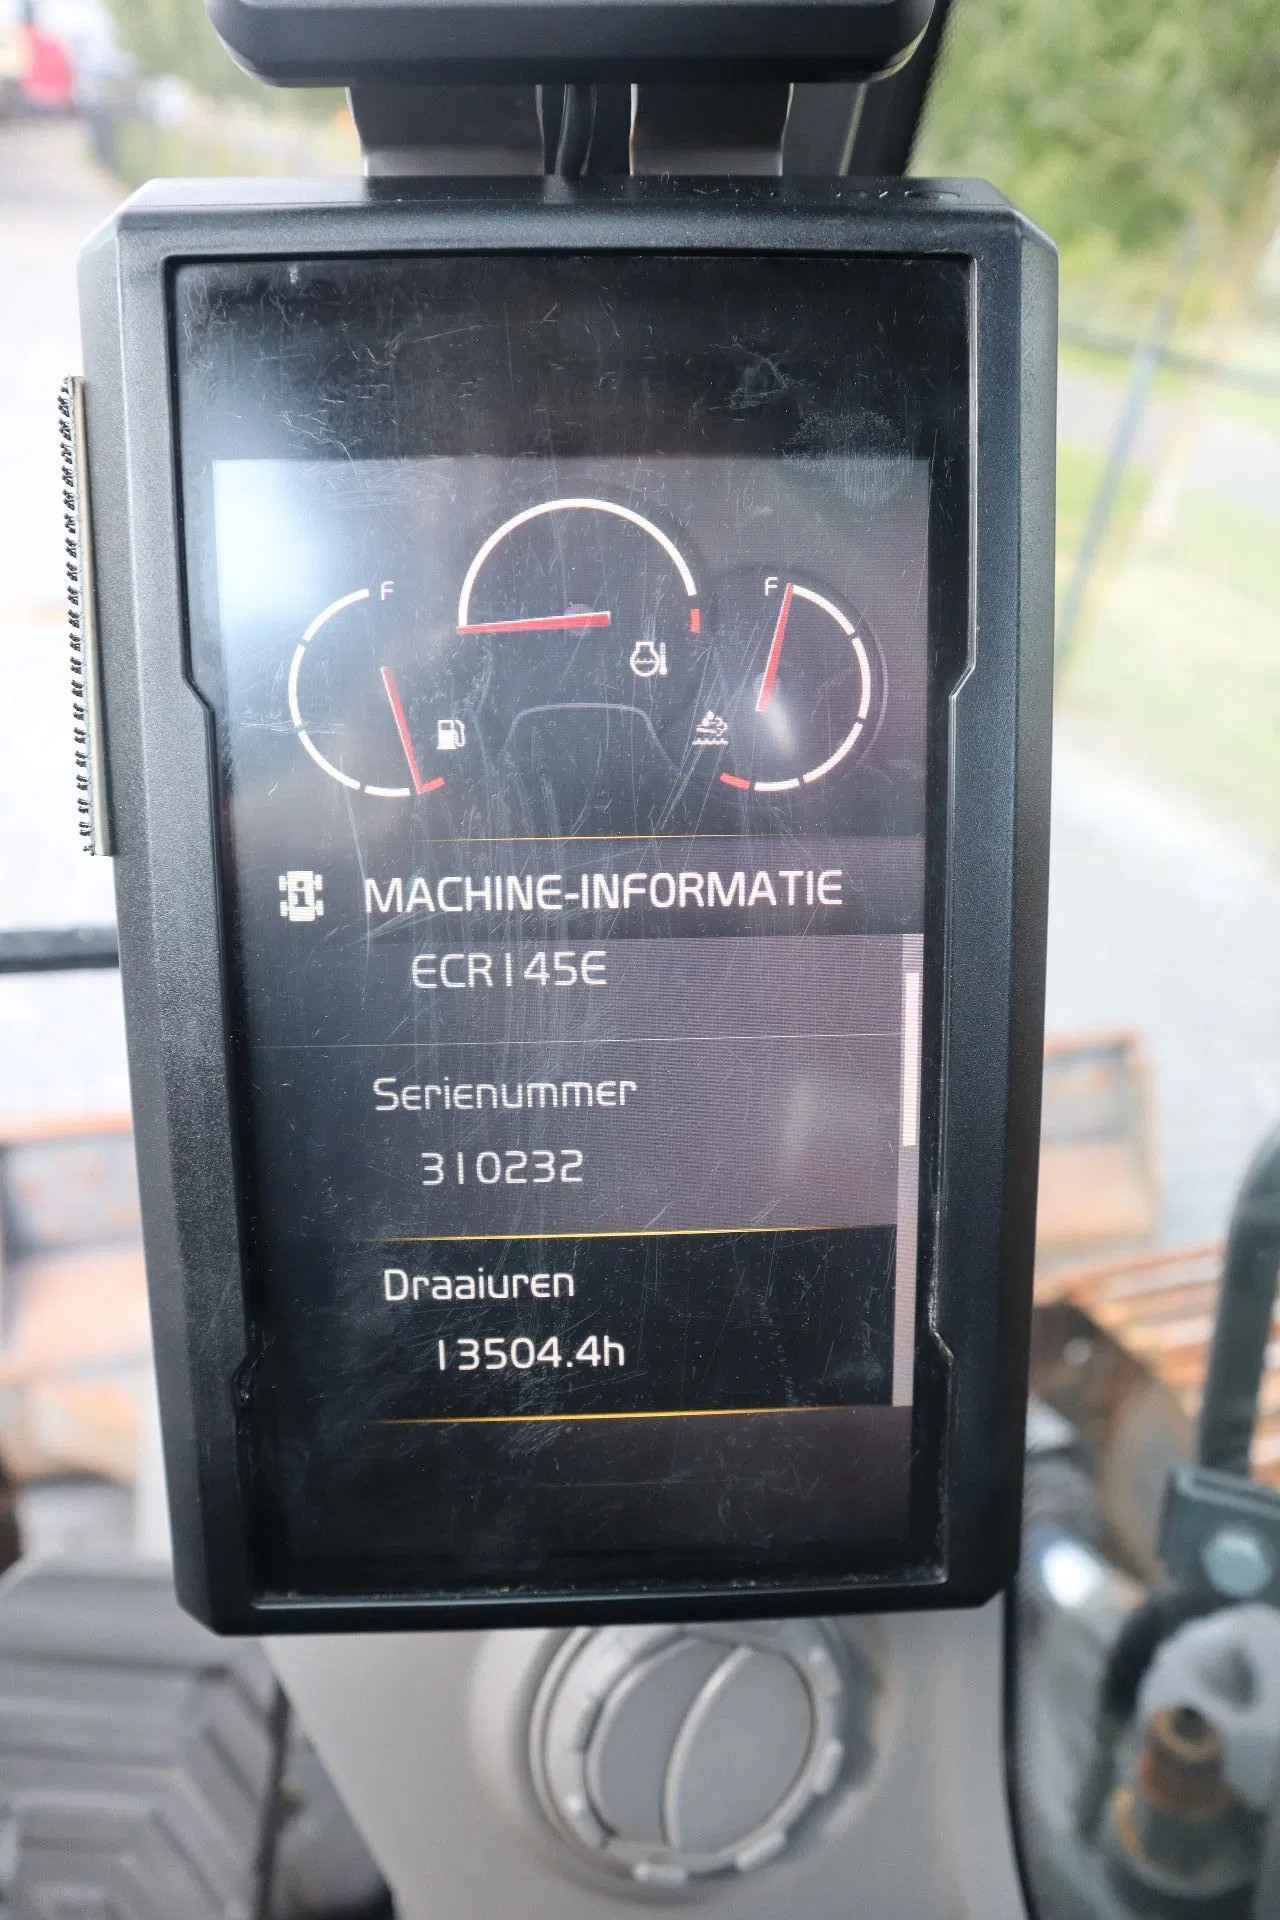 F
F
MACHINE-INFORMATIE
ECR145E
Serienummer
310232
Draaiuren
13504.4h